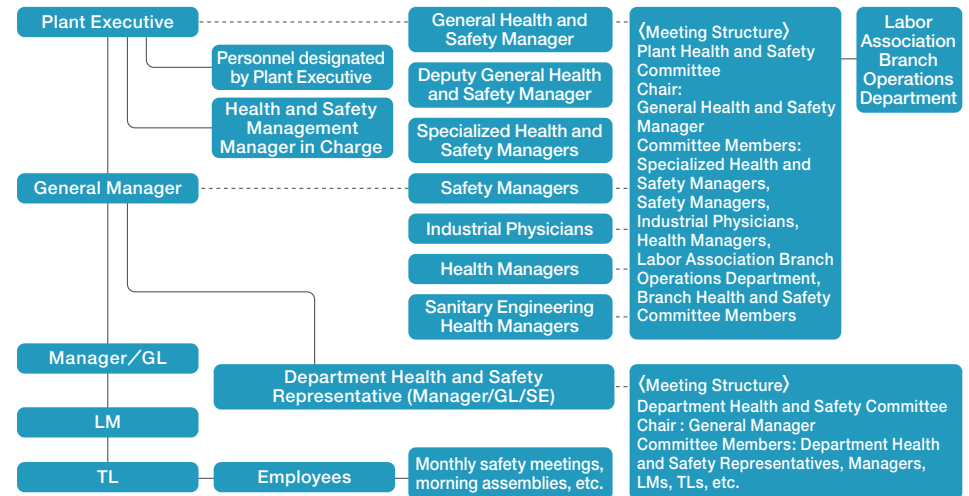 Plant Executive
Personnel designated
by Plant Executive
Health and Safety
Management
Manager in Charge
General Manager
Manager／GL
LM
TL
Employees
Monthly safety meetings,
morning assemblies, etc.
Department Health and Safety
Representative (Manager/GL/SE)
General Health and
Safety Manager
Deputy General Health
and Safety Manager
Specialized Health and
Safety Managers
Safety Managers
Industrial Physicians
Health Managers
Sanitary Engineering
Health Managers
〈Meeting Structure〉
Plant Health and Safety
Committee
Chair:
General Health and Safety
Manager
Committee Members:
Specialized Health and
Safety Managers,
Safety Managers,
Industrial Physicians,
Health Managers,
Labor Association Branch
Operations Department,
Branch Health and Safety
Committee Members
Labor
Association
Branch
Operations
Department
〈Meeting Structure〉
Department Health and Safety Committee
Chair : General Manager
Committee Members: Department Health
and Safety Representatives, Managers,
LMs, TLs, etc.